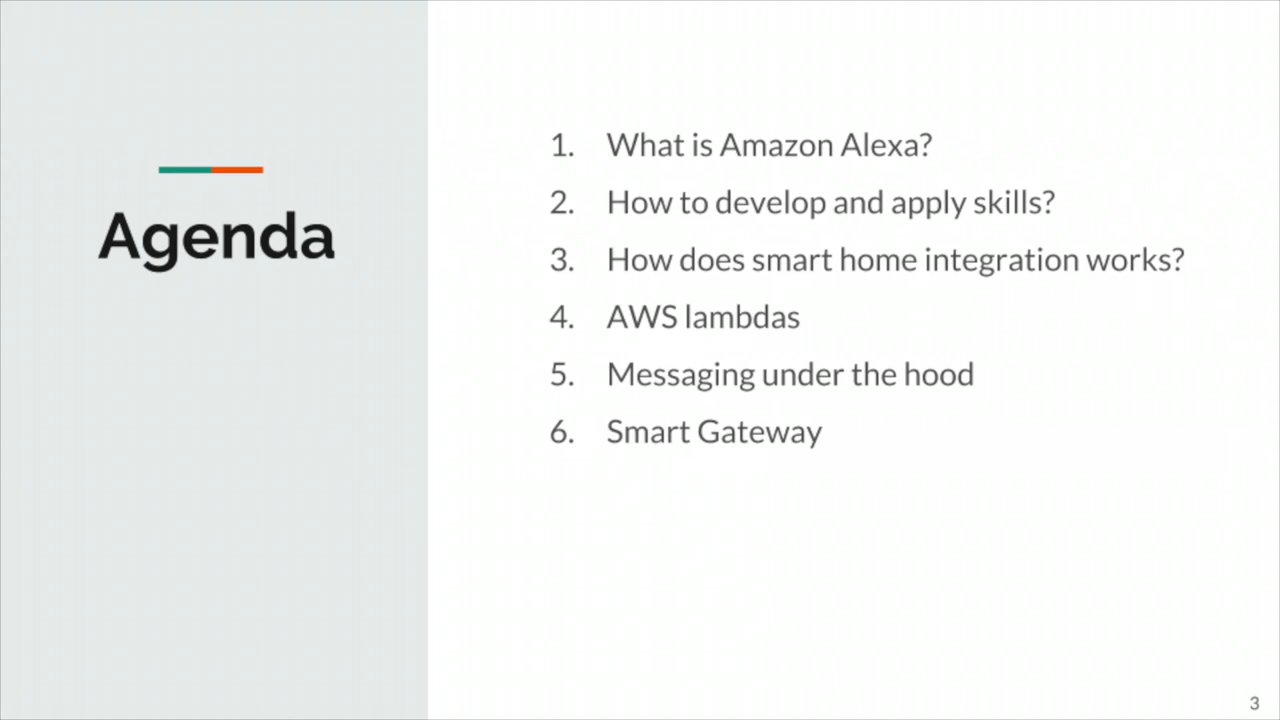 Agenda
1. What is Amazon Alexa?
2. How to develop and apply skills?
3. How does smart home integration works?
4. AWS lambdas
5. Messaging under the hood
6. Smart Gateway
3